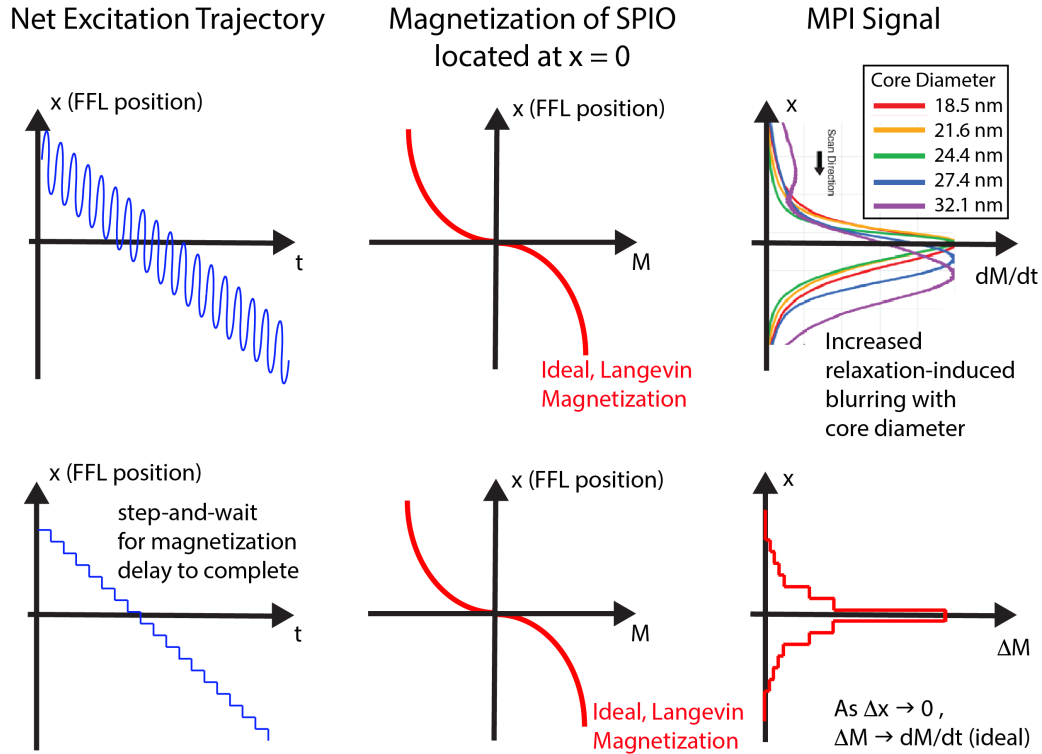 Net Excitation Trajectory
Magnetization of SPIO
located at x = 0
MPI Signal
x (FFL position)
t
x (FFL position)
M
Ideal, Langevin
Magnetization
x
Scan Direction
Core Diameter
18.5 nm
21.6 nm
24.4 nm
27.4 nm
32.1 nm
dM/dt
Increased
relaxation-induced
blurring with
core diameter
x (FFL position)
step-and-wait
for magnetization
delay to complete
t
x (FFL position)
M
Ideal, Langevin
Magnetization
x
ΔM
As Δx → 0 ,
ΔM → dM/dt (ideal)